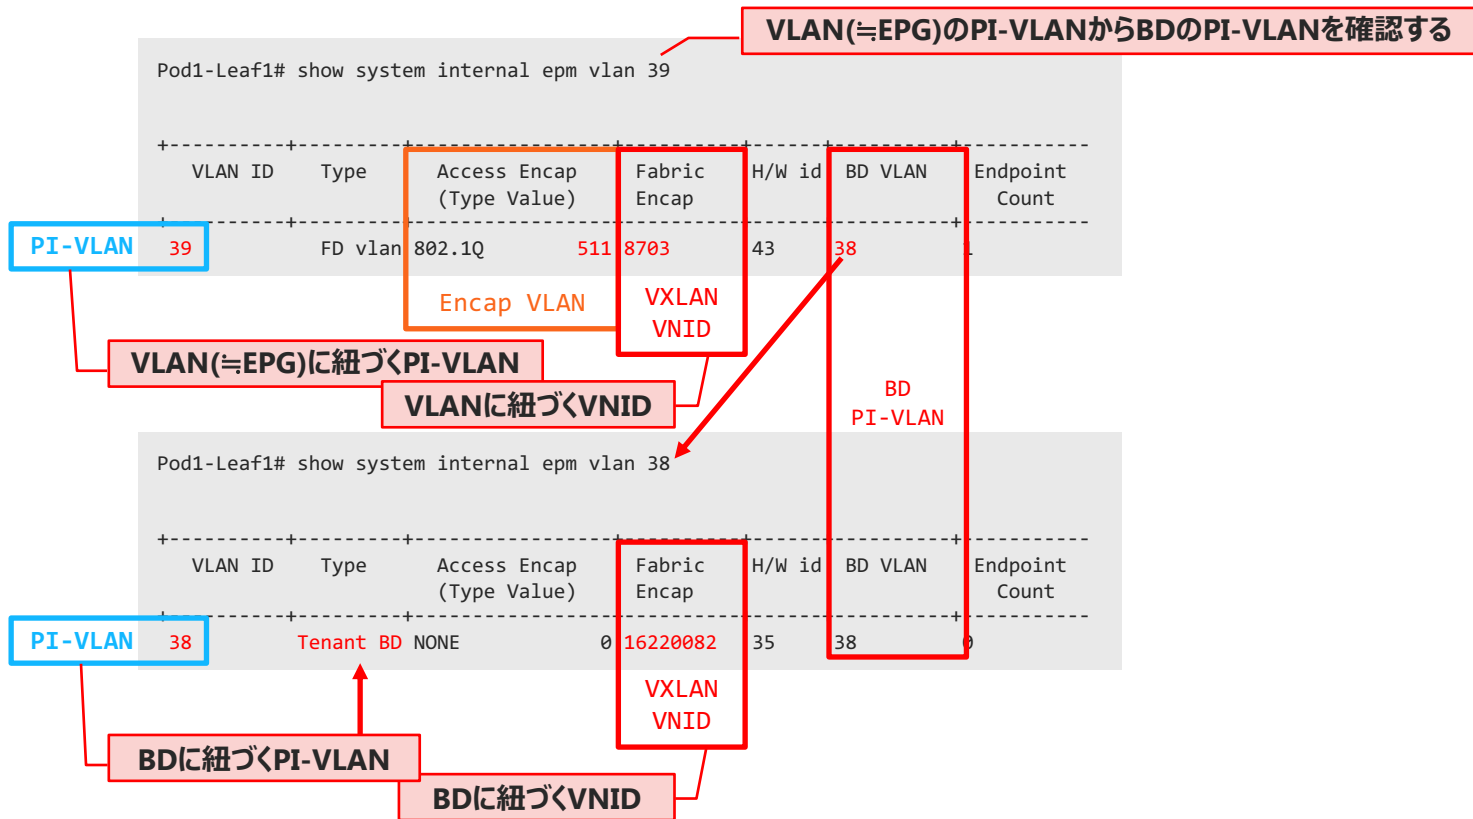 VLAN(≒EPG)のPI-VLANからBDのPI-VLANを確認する
Pod1-Leaf1# show system internal epm vlan 39
+----------+---------+-----------------+----------+------+----------+-----------
VLAN ID Type Access Encap Fabric H/W id BD VLAN Endpoint
(Type Value) Encap Count
+----------+---------+-----------------+----------+------+----------+-----------
PI-VLAN 39 FD vlan 802.1Q 511 8703 43 38 1
Encap VLAN
VXLAN
VNID
VLAN(≒EPG)に紐づくPI-VLAN
VLANに紐づくVNID
BD
PI-VLAN
Pod1-Leaf1# show system internal epm vlan 38
+----------+---------+-----------------+----------+------+----------+-----------
VLAN ID Type Access Encap Fabric H/W id BD VLAN Endpoint
(Type Value) Encap Count
+----------+---------+-----------------+----------+------+----------+-----------
PI-VLAN 38 Tenant BD NONE 0 16220082 35 38 0
VXLAN
VNID
BDに紐づくPI-VLAN
BDに紐づくVNID